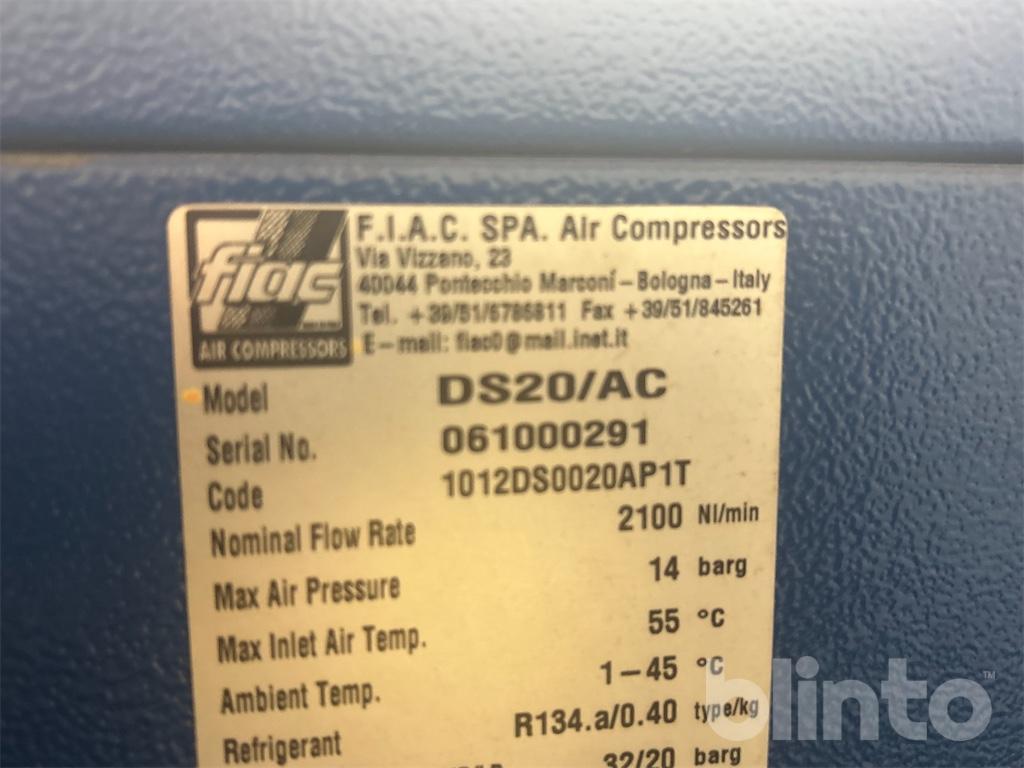 fiac
AIR COMPRESSORS
F.I.A.C. SPA. Air Compressors
Via Vizzano, 23
40044 Pontecchio Marconi - Bologna - Italy
Tel. +39/51/6786811 Fax +39/51/845261
E-mail: fiac0@mail.inet.it
Model DS20/AC
Serial No. 061000291
Code 1012DS0020AP1T
Nominal Flow Rate 2100 Nl/min
Max Air Pressure 14 barg
Max Inlet Air Temp. 55 °C
Ambient Temp. 1-45 °C
Refrigerant R134.a/0.40 type/kg
32/20 barg
blinto™